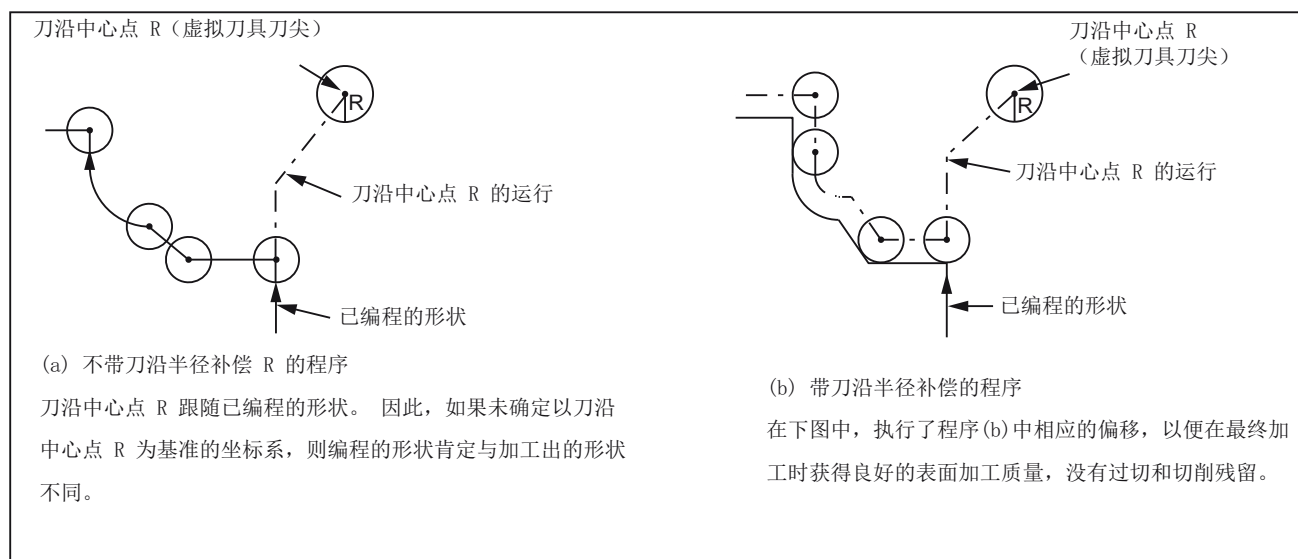 刀沿中心点 R（虚拟刀具刀尖）
R
刀沿中心点 R 的运行
已编程的形状
(a) 不带刀沿半径补偿 R 的程序
刀沿中心点 R 跟随已编程的形状。 因此，如果未确定以刀沿
中心点 R 为基准的坐标系，则编程的形状肯定与加工出的形状
不同。
刀沿中心点 R
（虚拟刀具刀尖）
R
刀沿中心点 R 的运行
已编程的形状
(b) 带刀沿半径补偿的程序
在下图中，执行了程序(b)中相应的偏移，以便在最终加
工时获得良好的表面加工质量，没有过切和切削残留。